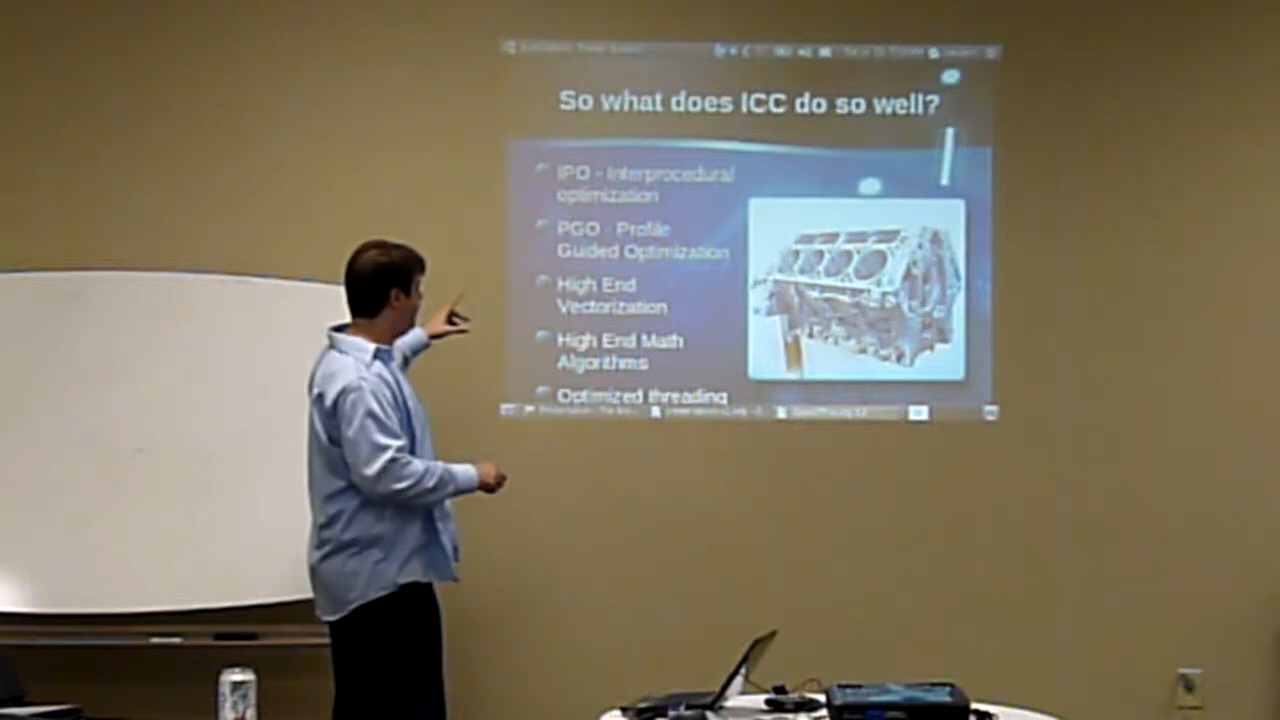 So what does ICC do so well?
IPO - Interprocedural
optimization
PGO - Profile
Guided Optimization
High End
Vectorization
High End Math
Algorithms
Optimized threading